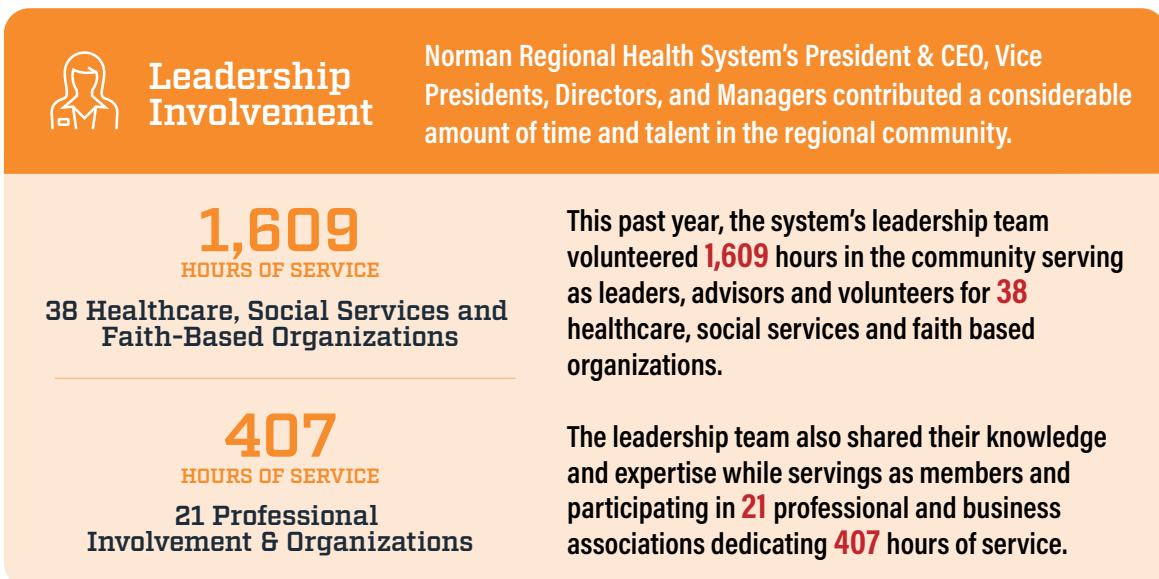 Leadership
Involvement
Norman Regional Health System's President & CEO, Vice
Presidents, Directors, and Managers contributed a considerable
amount of time and talent in the regional community.
1,609
HOURS OF SERVICE
38 Healthcare, Social Services and
Faith-Based Organizations
This past year, the system's leadership team
volunteered 1,609 hours in the community serving
as leaders, advisors and volunteers for 38
healthcare, social services and faith based
organizations.
407
HOURS OF SERVICE
21 Professional
Involvement & Organizations
The leadership team also shared their knowledge
and expertise while servings as members and
participating in 21 professional and business
associations dedicating 407 hours of service.